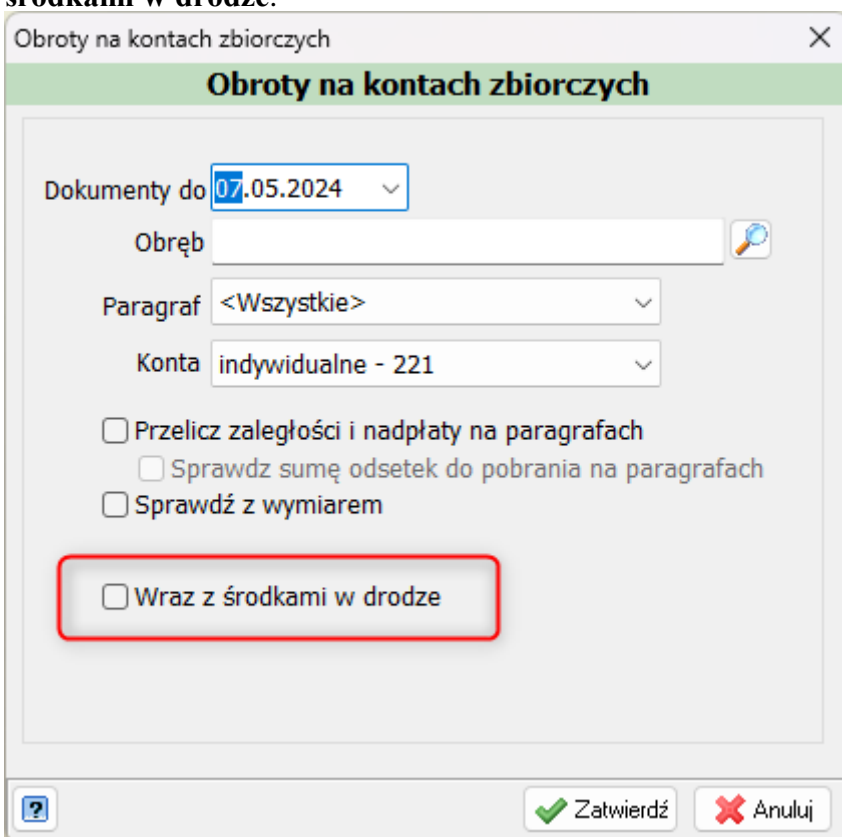 środkami w drodze.
Obroty na kontach zbiorczych
Obroty na kontach zbiorczych
Dokumenty do 07.05.2024
Obręb
Paragraf <Wszystkie>
Konta indywidualne - 221
Przelicz zaległości i nadpłaty na paragrafach
Sprawdz sumę odsetek do pobrania na paragrafach
Sprawdź z wymiarem
Wraz z środkami w drodze
? Zatwierdź Anuluj